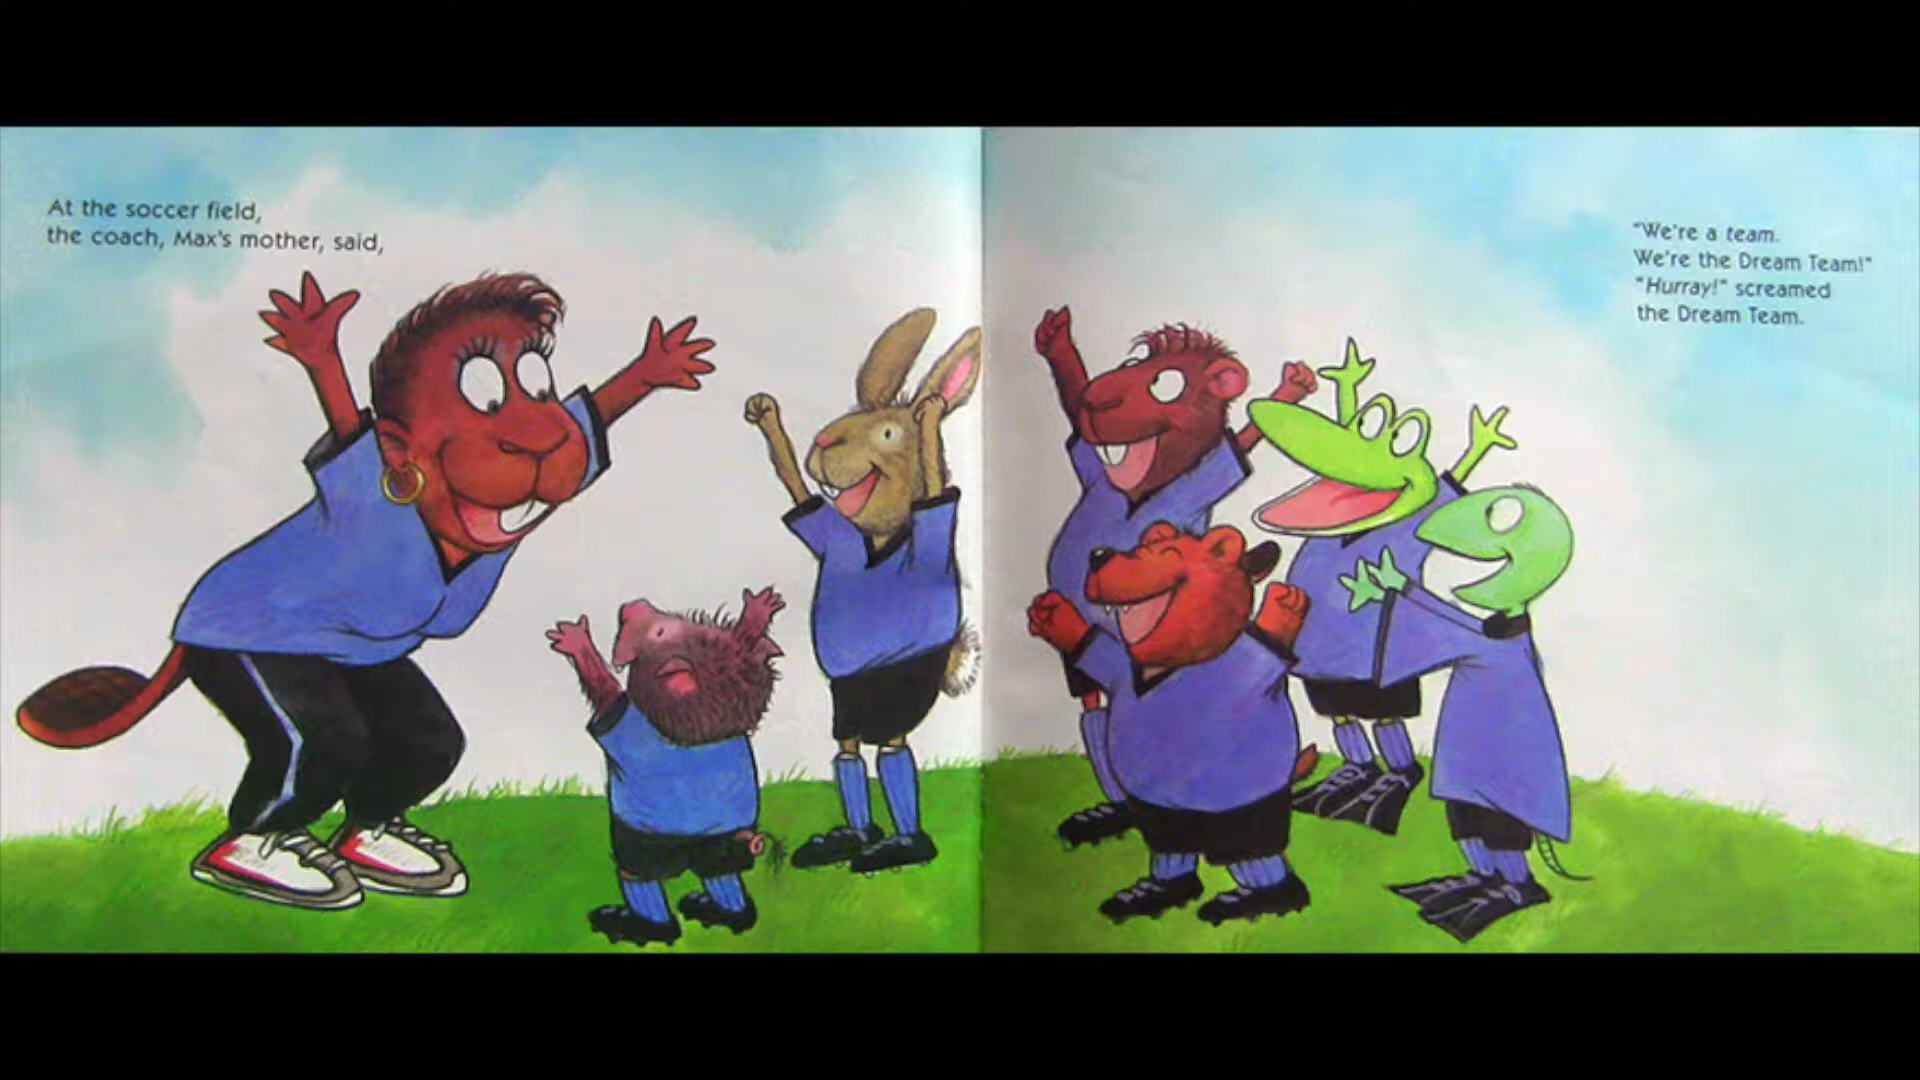 At the soccer field,
the coach, Max's mother, said,
"We're a team.
We're the Dream Team!"
"Hurray!" screamed
the Dream Team.